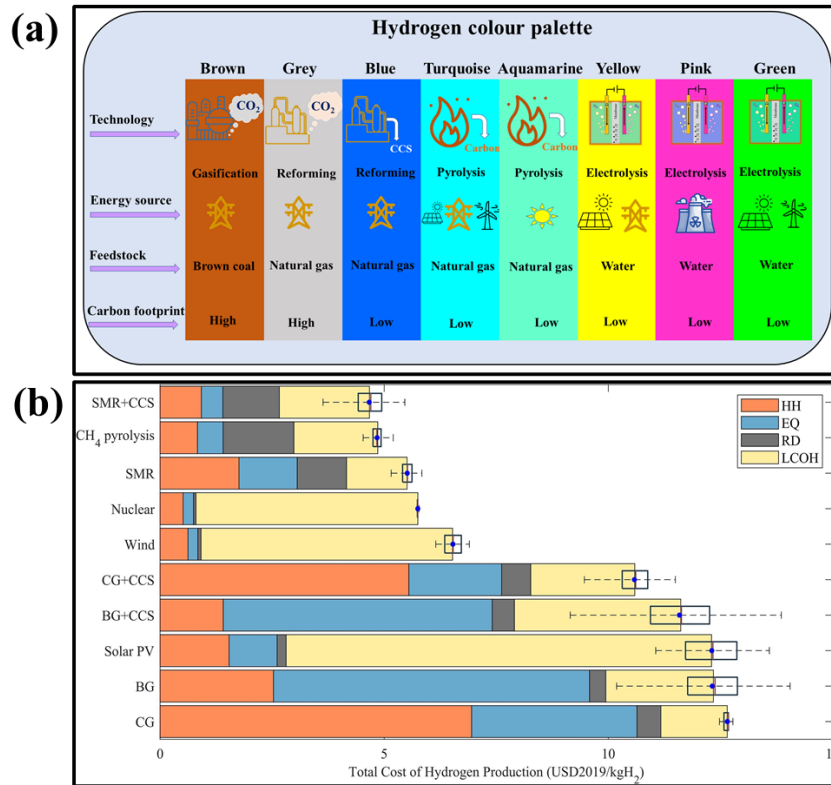 (a)
Hydrogen colour palette
Brown Grey Blue Turquoise Aquamarine Yellow Pink Green
Technology
CO2 CO2 CCS Carbon Carbon
Gasification Reforming Reforming Pyrolysis Pyrolysis Electrolysis Electrolysis Electrolysis
Energy source
Feedstock
Brown coal Natural gas Natural gas Natural gas Natural gas Water Water Water
Carbon footprint
High High Low Low Low Low Low Low
(b)
SMR+CCS
CH4 pyrolysis
SMR
Nuclear
Wind
CG+CCS
BG+CCS
Solar PV
BG
CG
HH
EQ
RD
LCOH
0 5 10
Total Cost of Hydrogen Production (USD2019/kgH2)